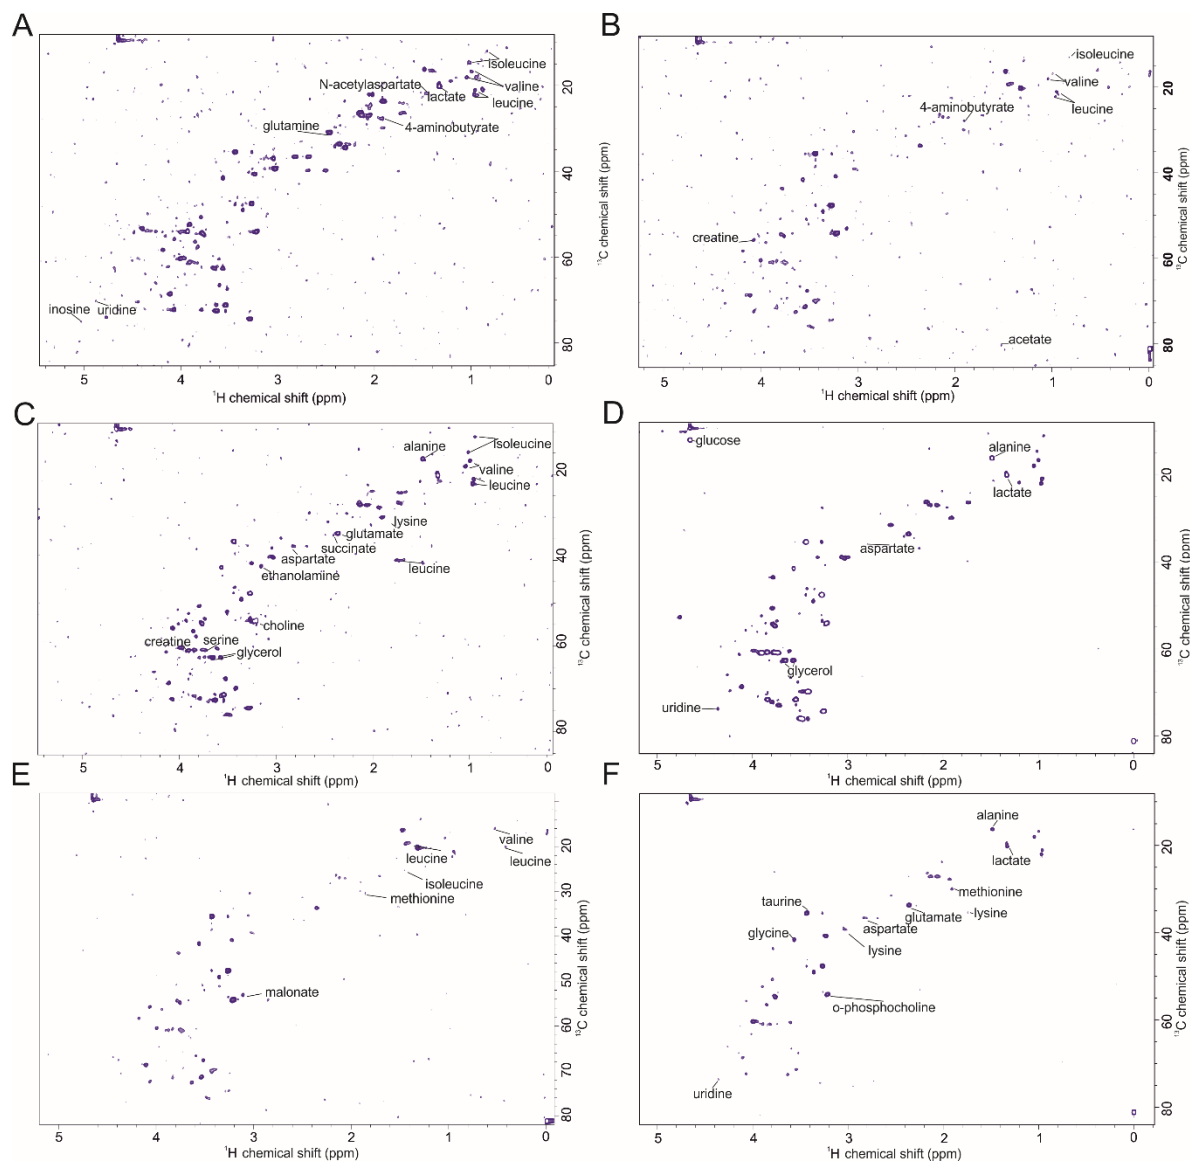 A
isoleucine
N-acetylaspartate
valine
lactate
leucine
glutamine
4-aminobutyrate
inosine
uridine
20
40
60
80
¹³C chemical shift (ppm)
5
4
3
2
1
0
¹H chemical shift (ppm)
B
isoleucine
valine
4-aminobutyrate
leucine
creatine
acetate
20
40
60
80
¹³C chemical shift (ppm)
5
4
3
2
1
0
¹H chemical shift (ppm)
C
alanine
isoleucine
valine
leucine
lysine
glutamate
succinate
aspartate
leucine
ethanolamine
choline
creatine
serine
glycerol
20
40
60
80
¹³C chemical shift (ppm)
5
4
3
2
1
0
¹H chemical shift (ppm)
D
glucose
alanine
lactate
aspartate
glycerol
uridine
20
40
60
80
¹³C chemical shift (ppm)
5
4
3
2
1
0
¹H chemical shift (ppm)
E
valine
leucine
leucine
isoleucine
methionine
malonate
20
30
40
50
60
70
80
¹³C chemical shift (ppm)
5
4
3
2
1
0
¹H chemical shift (ppm)
F
alanine
lactate
methionine
taurine
lysine
glutamate
aspartate
glycine
lysine
o-phosphocholine
uridine
20
40
60
80
¹³C chemical shift (ppm)
5
4
3
2
1
0
¹H chemical shift (ppm)